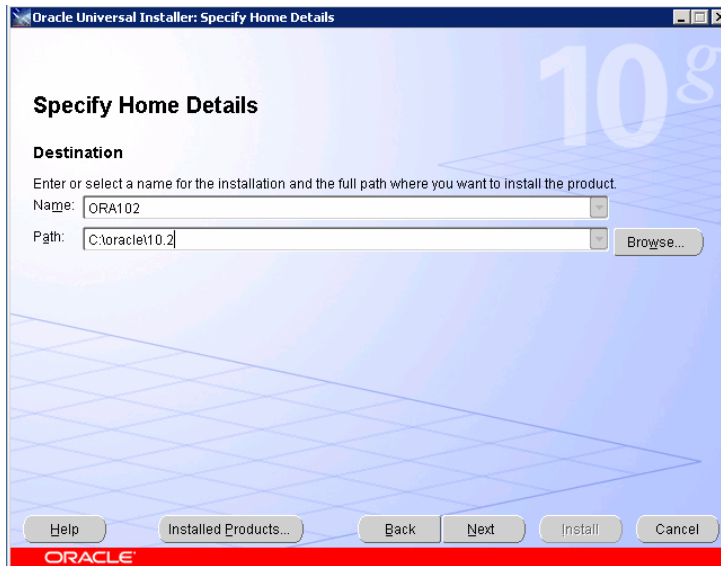 Oracle Universal Installer: Specify Home Details
10g
Specify Home Details
Destination
Enter or select a name for the installation and the full path where you want to install the product.
Name: ORA102
Path: C:\oracle\10.2 Browse...
Help Installed Products... Back Next Install Cancel
ORACLE